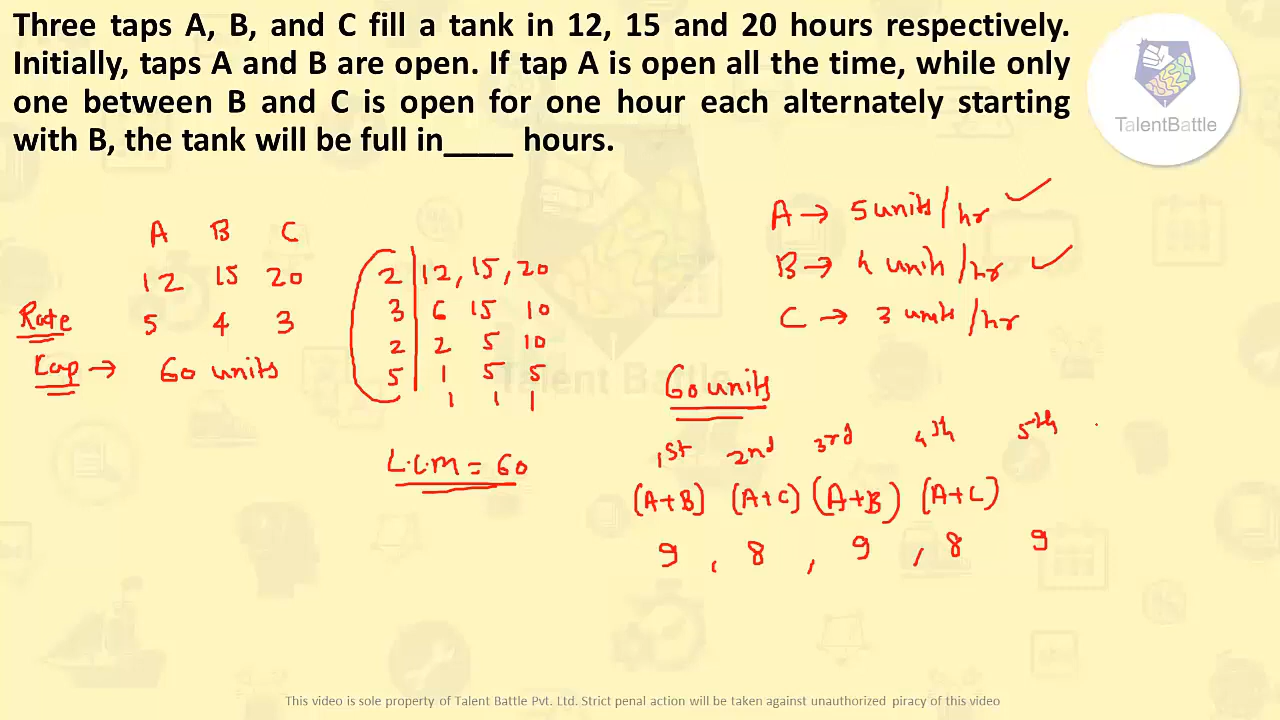 Three taps A, B, and C fill a tank in 12, 15 and 20 hours respectively.
Initially, taps A and B are open. If tap A is open all the time, while only
one between B and C is open for one hour each alternately starting
with B, the tank will be full in____ hours.
TalentBattle
A B C
12 15 20
Rate 5 4 3
Cap → 60 units
2 | 12, 15, 20
3 | 6 15 10
2 | 2 5 10
5 | 1 5 5
1 1 1
L.C.M = 60
A → 5 units/hr ✓
B → 4 units/hr ✓
C → 3 units/hr
Talent Battle
60 units
1st 2nd 3rd 4th 5th
(A+B) (A+C) (A+B) (A+C)
9 , 8 , 9 , 8 9
This video is sole property of Talent Battle Pvt. Ltd. Strict penal action will be taken against unauthorized piracy of this video